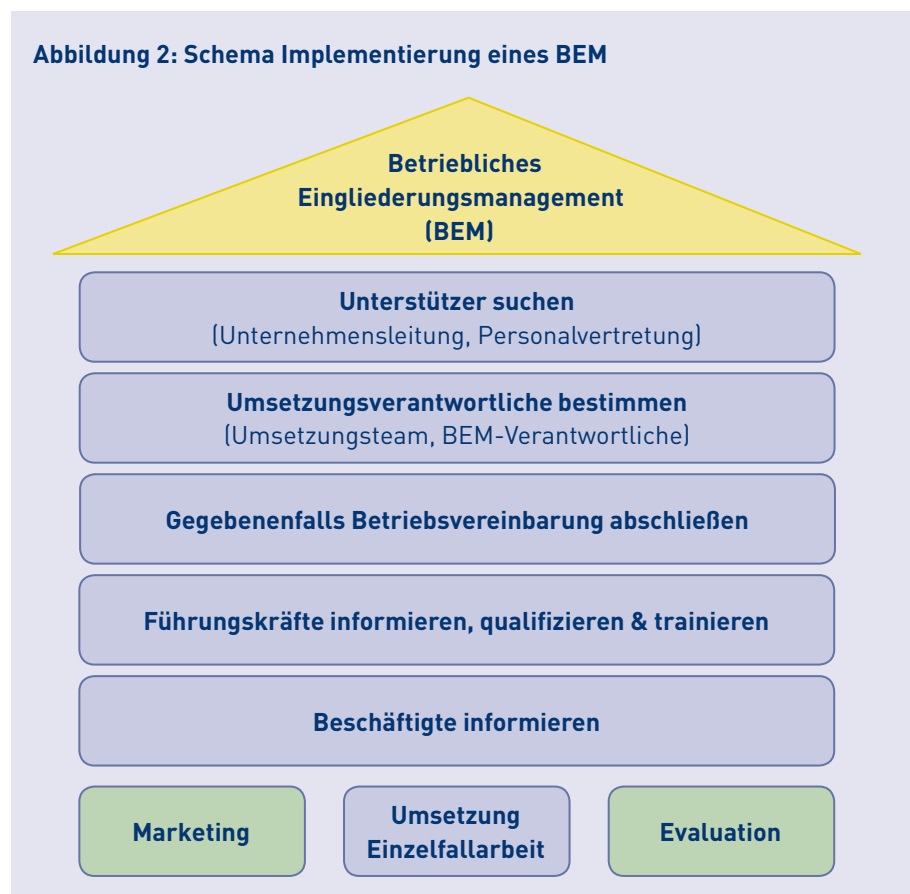 Abbildung 2: Schema Implementierung eines BEM
Betriebliches
Eingliederungsmanagement
(BEM)
Unterstützer suchen
(Unternehmensleitung, Personalvertretung)
Umsetzungsverantwortliche bestimmen
(Umsetzungsteam, BEM-Verantwortliche)
Gegebenenfalls Betriebsvereinbarung abschließen
Führungskräfte informieren, qualifizieren & trainieren
Beschäftigte informieren
Marketing
Umsetzung
Einzelfallarbeit
Evaluation